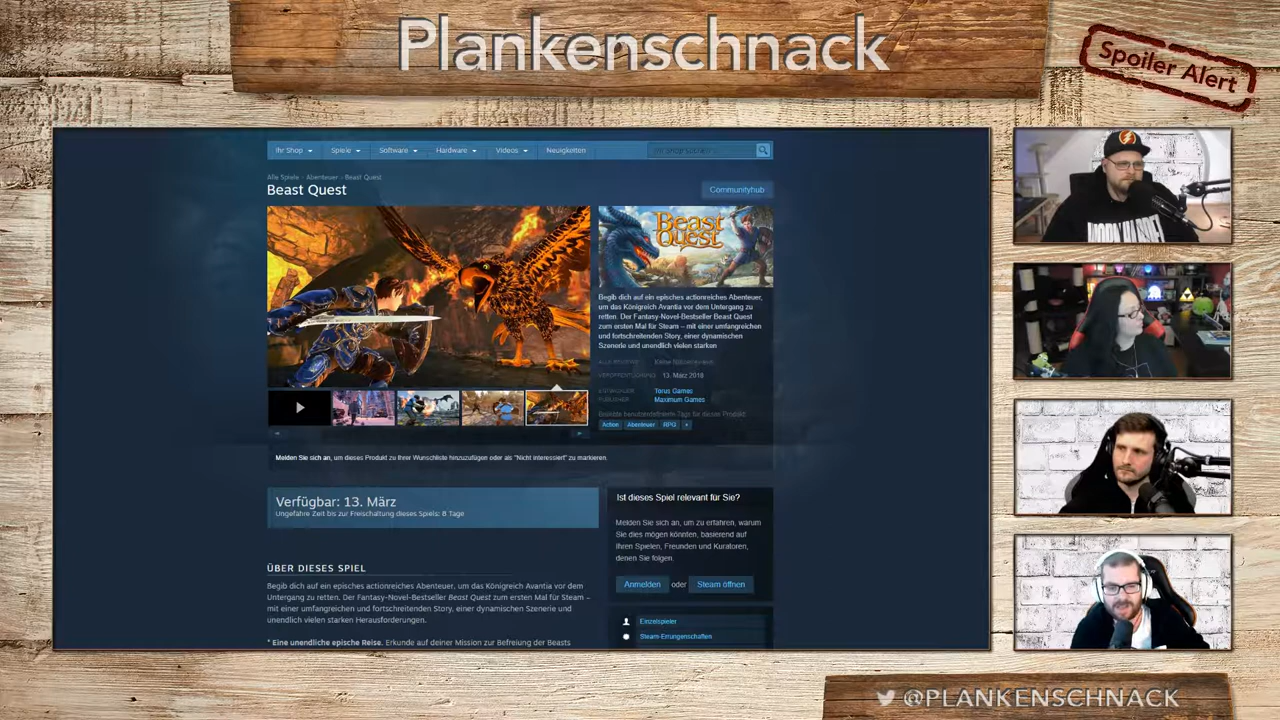 Plankenschnack
Spoiler Alert
Ihr Shop Spiele Software Hardware Videos Neuigkeiten
Alle Spiele › Abenteuer › Beast Quest
Beast Quest
Communityhub
Beast
Quest
Begib dich auf ein episches actionreiches Abenteuer,
um das Königreich Avantia vor dem Untergang zu
retten. Der Fantasy-Novel-Bestseller Beast Quest
zum ersten Mal für Steam – mit einer umfangreichen
und fortschreitenden Story, einer dynamischen
Szenerie und unendlich vielen starken
VERÖFFENTLICHUNG: 13. März 2018
ENTWICKLER: Torus Games
PUBLISHER: Maximum Games
Beliebte benutzerdefinierte Tags für dieses Produkt:
Action Abenteuer RPG +
Melden Sie sich an, um dieses Produkt zu Ihrer Wunschliste hinzuzufügen oder als "Nicht interessiert" zu markieren.
Verfügbar: 13. März
Ungefähre Zeit bis zur Freischaltung dieses Spiels: 8 Tage
Ist dieses Spiel relevant für Sie?
Melden Sie sich an, um zu erfahren, warum
Sie dies mögen könnten, basierend auf
Ihren Spielen, Freunden und Kuratoren,
denen Sie folgen.
Anmelden oder Steam öffnen
ÜBER DIESES SPIEL
Begib dich auf ein episches actionreiches Abenteuer, um das Königreich Avantia vor dem
Untergang zu retten. Der Fantasy-Novel-Bestseller Beast Quest zum ersten Mal für Steam –
mit einer umfangreichen und fortschreitenden Story, einer dynamischen Szenerie und
unendlich vielen starken Herausforderungen.
* Eine unendliche epische Reise. Erkunde auf deiner Mission zur Befreiung der Beasts
Einzelspieler
Steam-Errungenschaften
@PLANKENSCHNACK